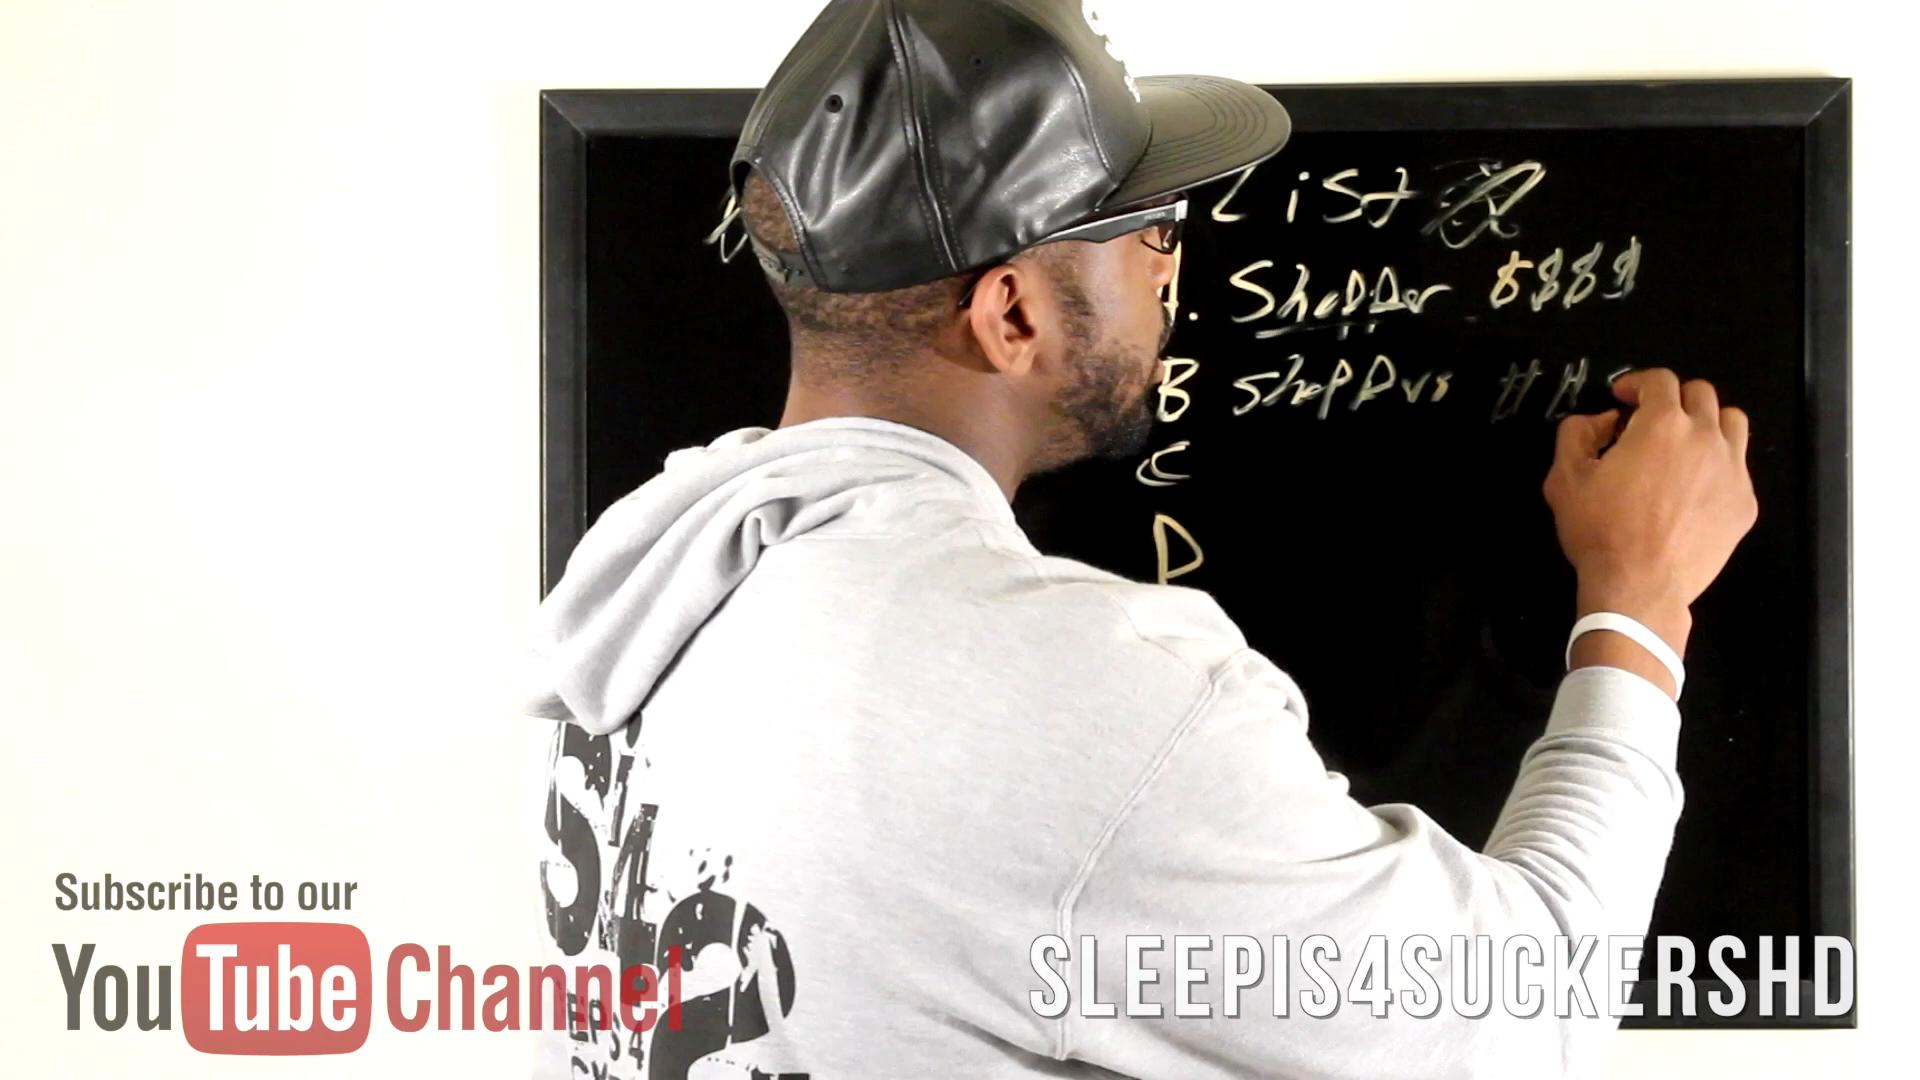 List
A. Shopper $$$$
B Shoppers
C
D
Subscribe to our
YouTube Channel
SLEEPIS4SUCKERSHD